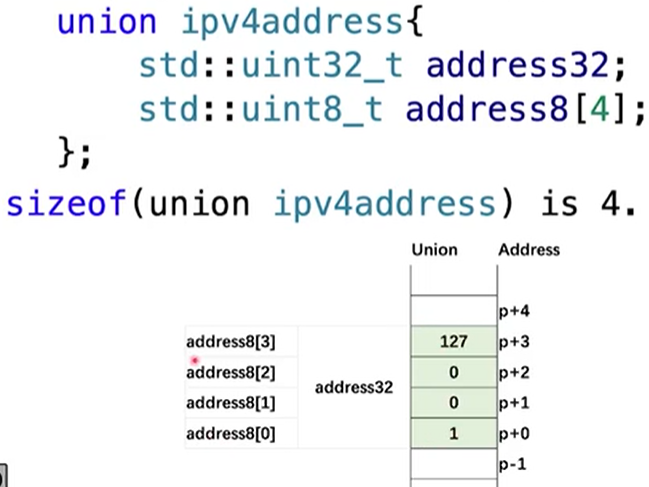 union ipv4address{
    std::uint32_t address32;
    std::uint8_t address8[4];
};
sizeof(union ipv4address) is 4.
Union Address
p+4
address8[3] 127 p+3
address8[2] 0 p+2
address32
address8[1] 0 p+1
address8[0] 1 p+0
p-1